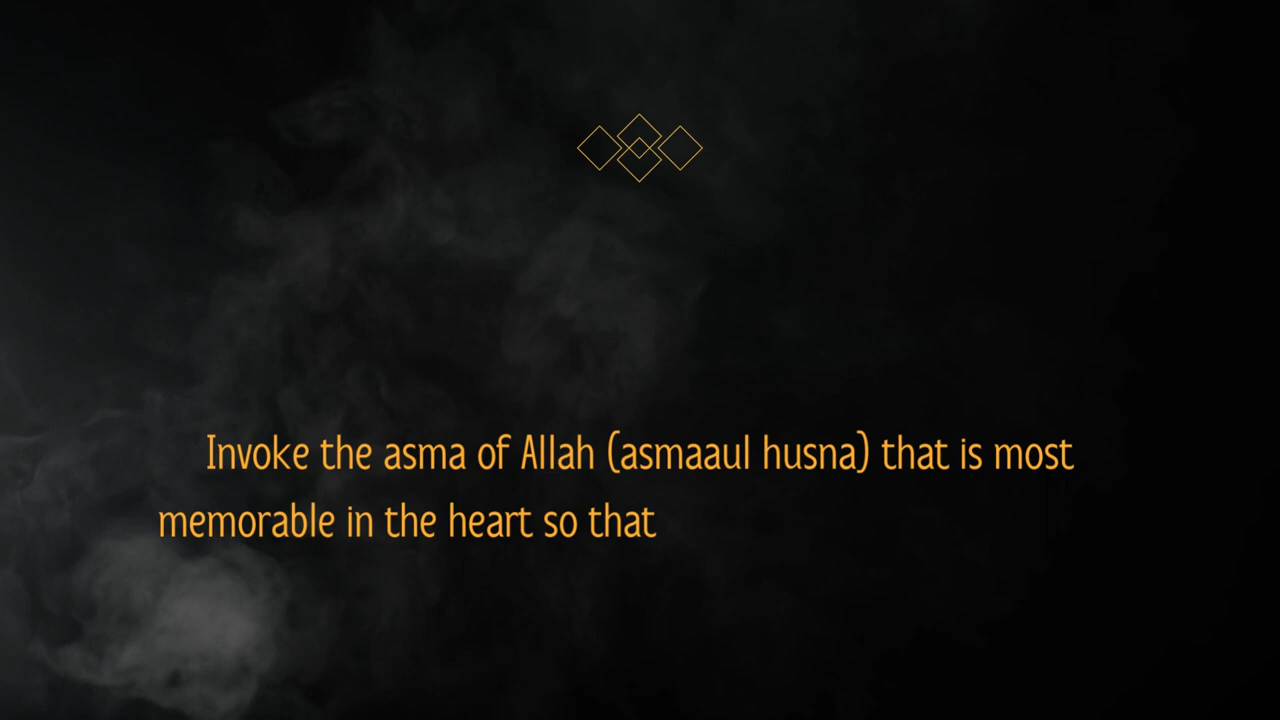 Invoke the asma of Allah (asmaaul husna) that is most
memorable in the heart so that